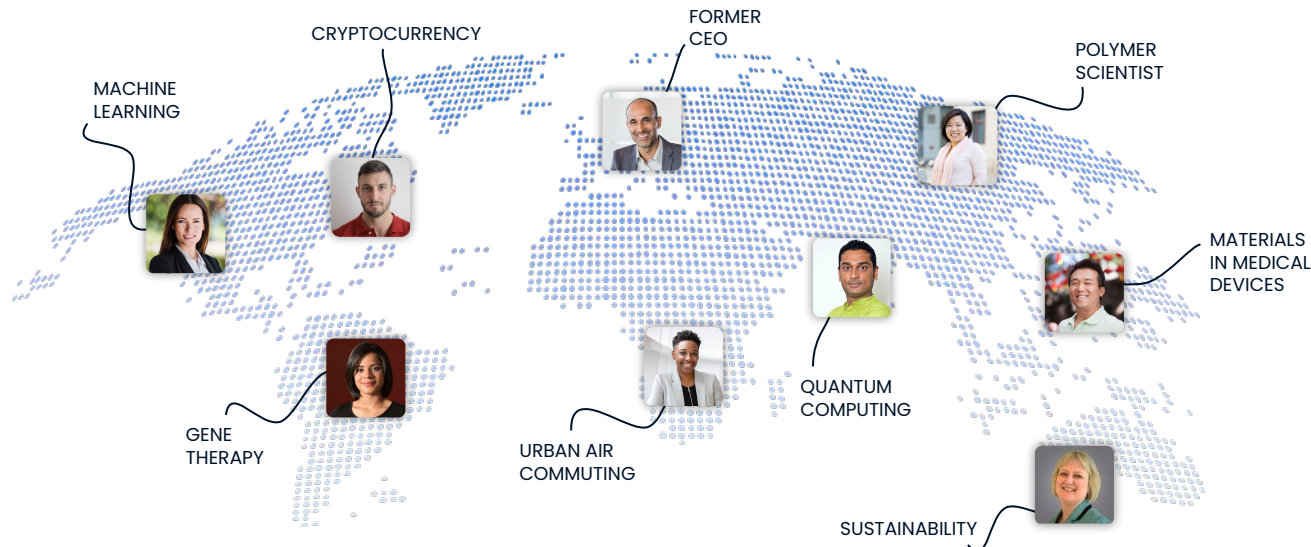 FORMER
CEO
CRYPTOCURRENCY
POLYMER
SCIENTIST
MACHINE
LEARNING
MATERIALS
IN MEDICAL
DEVICES
QUANTUM
COMPUTING
GENE
THERAPY
URBAN AIR
COMMUTING
SUSTAINABILITY